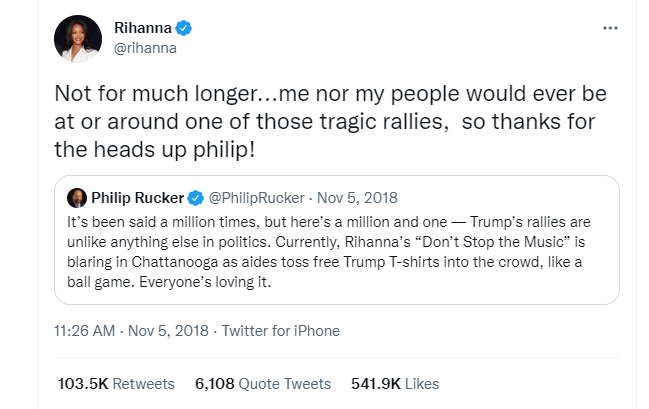 Rihanna
@rihanna
Not for much longer...me nor my people would ever be
at or around one of those tragic rallies,  so thanks for
the heads up philip!
Philip Rucker @PhilipRucker · Nov 5, 2018
It's been said a million times, but here's a million and one — Trump's rallies are
unlike anything else in politics. Currently, Rihanna's “Don't Stop the Music” is
blaring in Chattanooga as aides toss free Trump T-shirts into the crowd, like a
ball game. Everyone's loving it.
11:26 AM · Nov 5, 2018 · Twitter for iPhone
103.5K Retweets 6,108 Quote Tweets 541.9K Likes